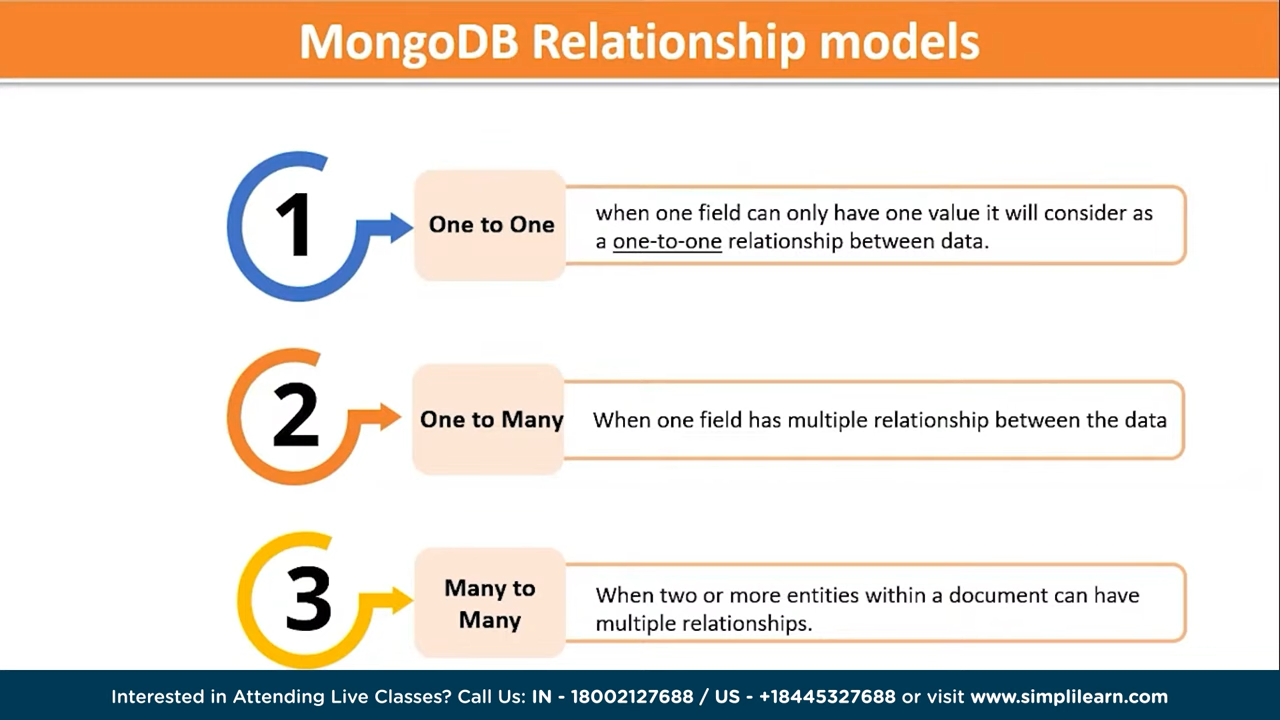 MongoDB Relationship models
1
One to One
when one field can only have one value it will consider as
a one-to-one relationship between data.
2
One to Many
When one field has multiple relationship between the data
3
Many to
Many
When two or more entities within a document can have
multiple relationships.
Interested in Attending Live Classes? Call Us: IN - 18002127688 / US - +18445327688 or visit www.simplilearn.com